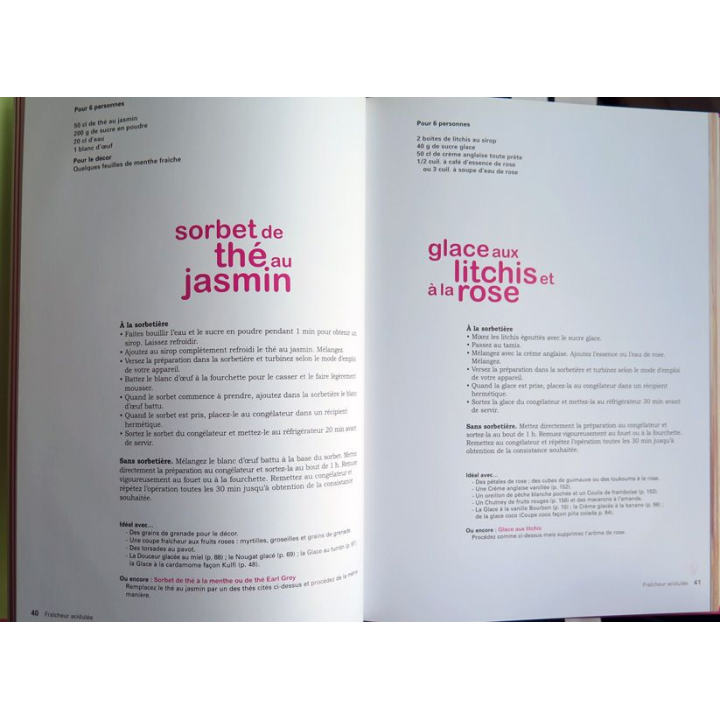 Pour 6 personnes
50 cl de thé au jasmin
200 g de sucre en poudre
20 cl d'eau
1 blanc d'œuf
Pour le décor
Quelques feuilles de menthe fraîche
sorbet de
thé au
jasmin
À la sorbetière
• Faites bouillir l'eau et le sucre en poudre pendant 1 min pour obtenir un
sirop. Laissez refroidir.
• Ajoutez au sirop complètement refroidi le thé au jasmin. Mélangez.
• Versez la préparation dans la sorbetière et turbinez selon le mode d'emploi
de votre appareil.
• Battez le blanc d'œuf à la fourchette pour le casser et le faire légèrement
mousser.
• Quand le sorbet commence à prendre, ajoutez dans la sorbetière le blanc
d'œuf battu.
• Quand le sorbet est pris, placez-le au congélateur dans un récipient
hermétique.
• Sortez le sorbet du congélateur et mettez-le au réfrigérateur 20 min avant
de servir.
Sans sorbetière. Mélangez le blanc d'œuf battu à la base du sorbet. Mettez
directement la préparation au congélateur et sortez-la au bout de 1 h. Remuez
vigoureusement au fouet ou à la fourchette. Remettez au congélateur et
répétez l'opération toutes les 30 min jusqu'à obtention de la consistance
souhaitée.
Idéal avec...
- Des grains de grenade pour le décor.
- Une coupe fraîcheur aux fruits roses : myrtilles, groseilles et grains de grenade.
- Des torsades au pavot.
- La Douceur glacée au miel (p. 88) ; le Nougat glacé (p. 69) ; la Glace au turrón (p. 67)
la Glace à la cardamome façon Kulfi (p. 48).
Ou encore : Sorbet de thé à la menthe ou de thé Earl Grey
Remplacez le thé au jasmin par un des thés cités ci-dessus et procédez de la même
manière.
40 Fraîcheur acidulée
Pour 6 personnes
2 boîtes de litchis au sirop
40 g de sucre glace
50 cl de crème anglaise toute prête
1/2 cuil. à café d'essence de rose
ou 3 cuil. à soupe d'eau de rose
glace aux
litchis et
à la rose
À la sorbetière
• Mixez les litchis égouttés avec le sucre glace.
• Passez au tamis.
• Mélangez avec la crème anglaise. Ajoutez l'essence ou l'eau de rose.
Mélangez.
• Versez la préparation dans la sorbetière et turbinez selon le mode d'emploi
de votre appareil.
• Quand la glace est prise, placez-la au congélateur dans un récipient
hermétique.
• Sortez la glace du congélateur et mettez-la au réfrigérateur 30 min avant
de servir.
Sans sorbetière. Mettez directement la préparation au congélateur et
sortez-la au bout de 1 h. Remuez vigoureusement au fouet ou à la fourchette.
Remettez au congélateur et répétez l'opération toutes les 30 min jusqu'à
obtention de la consistance souhaitée.
Idéal avec...
- Des pétales de rose ; des cubes de guimauve ou des loukoums à la rose.
- Une Crème anglaise vanillée (p. 152).
- Un oreillon de pêche blanche pochée et un Coulis de framboise (p. 150).
- Un Chutney de fruits rouges (p. 156) et des macarons à l'amande.
- La Glace à la vanille Bourbon (p. 10) ; la Crème glacée à la banane (p. 98) ;
de la glace coco (Coupe coco façon piña colada p. 84).
Ou encore : Glace aux litchis
Procédez comme ci-dessus mais supprimez l'arôme de rose.
Fraîcheur acidulée 41